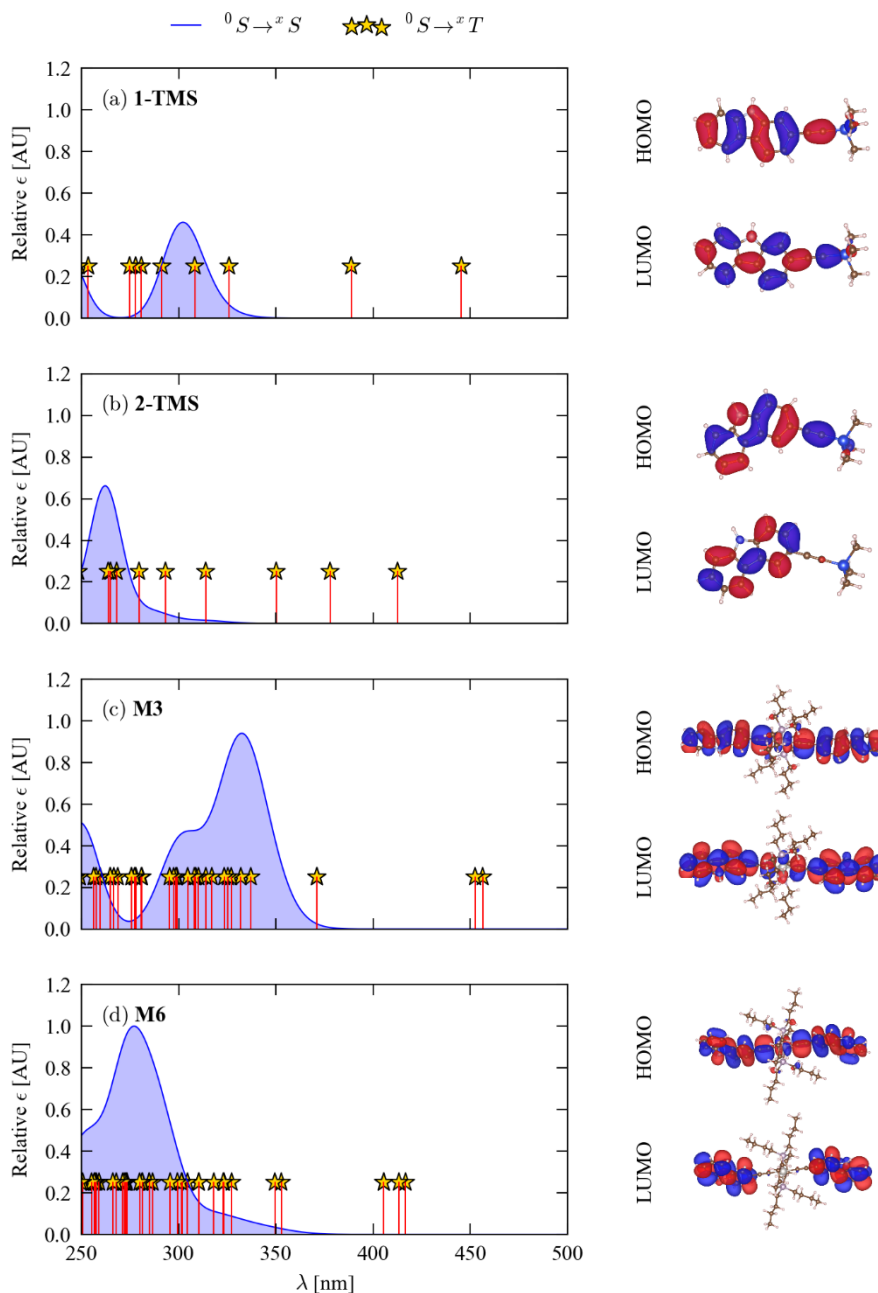 ⁰S→ˣS ⁰S→ˣT
1.2
1.0
0.8
0.6
0.4
0.2
0.0
Relative ϵ [AU]
(a) 1-TMS
HOMO
LUMO
1.2
1.0
0.8
0.6
0.4
0.2
0.0
Relative ϵ [AU]
(b) 2-TMS
HOMO
LUMO
1.2
1.0
0.8
0.6
0.4
0.2
0.0
Relative ϵ [AU]
(c) M3
HOMO
LUMO
1.2
1.0
0.8
0.6
0.4
0.2
0.0
Relative ϵ [AU]
(d) M6
HOMO
LUMO
250 300 350 400 450 500
λ [nm]